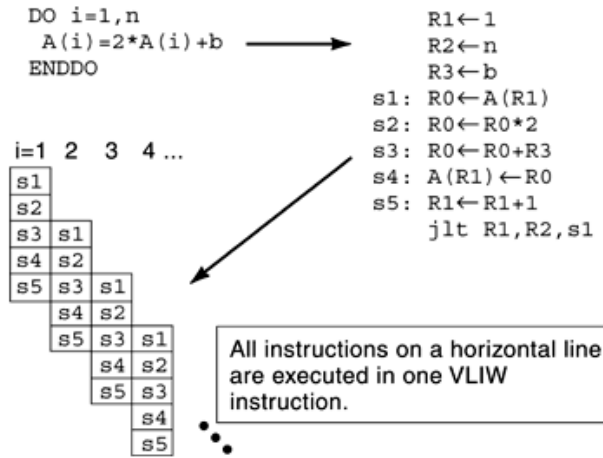 DO i=1,n
A(i)=2*A(i)+b
ENDDO
R1←1
R2←n
R3←b
s1: R0←A(R1)
s2: R0←R0*2
s3: R0←R0+R3
s4: A(R1)←R0
s5: R1←R1+1
jlt R1,R2,s1
i=1 2 3 4 ...
s1
s2
s3 s1
s4 s2
s5 s3 s1
s4 s2
s5 s3 s1
s4 s2
s5 s3
s4
s5
All instructions on a horizontal line
are executed in one VLIW
instruction.